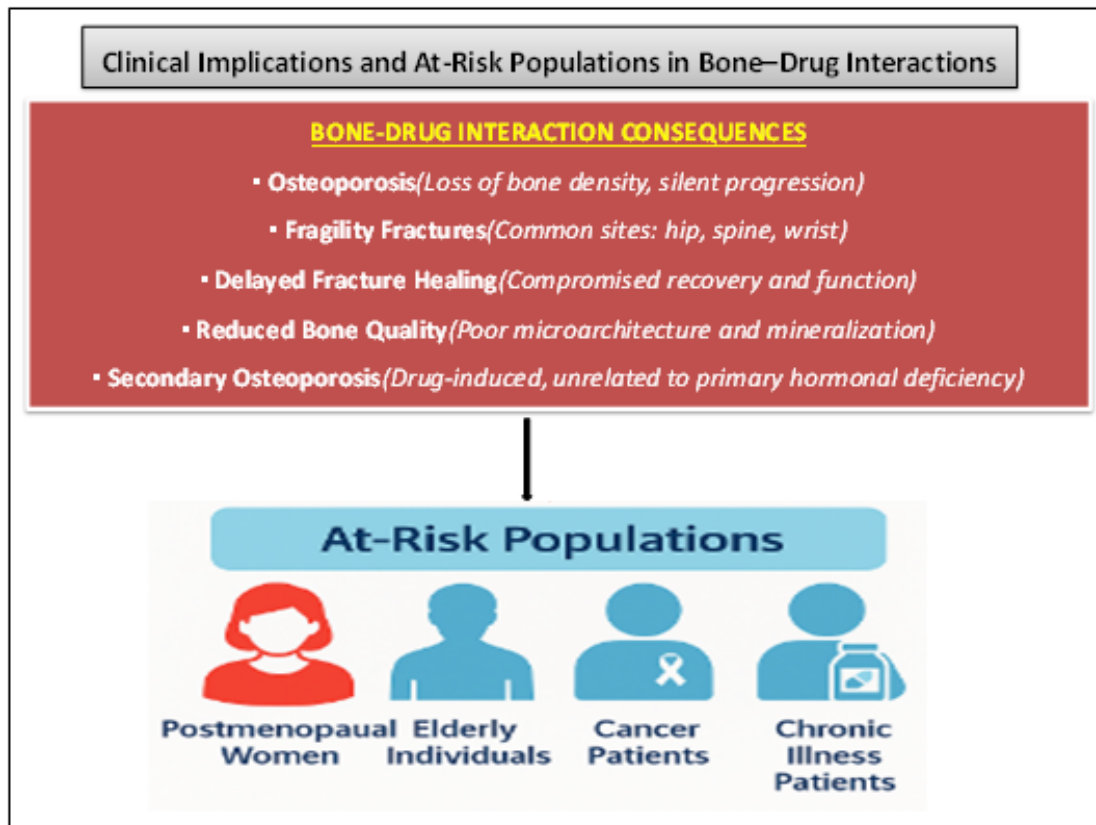 Clinical Implications and At-Risk Populations in Bone–Drug Interactions
BONE-DRUG INTERACTION CONSEQUENCES
▪ Osteoporosis(Loss of bone density, silent progression)
▪ Fragility Fractures(Common sites: hip, spine, wrist)
▪ Delayed Fracture Healing(Compromised recovery and function)
▪ Reduced Bone Quality(Poor microarchitecture and mineralization)
▪ Secondary Osteoporosis(Drug-induced, unrelated to primary hormonal deficiency)
At-Risk Populations
Postmenopaual
Women
Elderly
Individuals
Cancer
Patients
Chronic
Illness
Patients